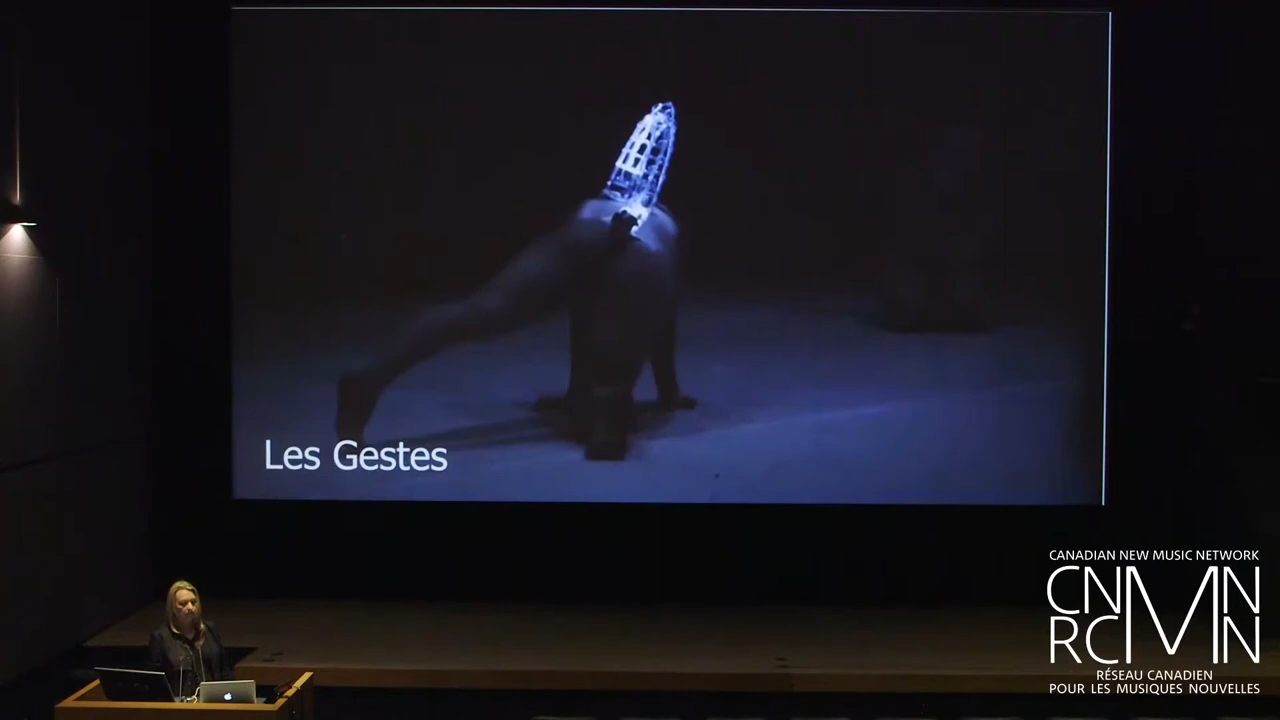 Les Gestes
CANADIAN NEW MUSIC NETWORK
CNMN
RCMN
RÉSEAU CANADIEN
POUR LES MUSIQUES NOUVELLES